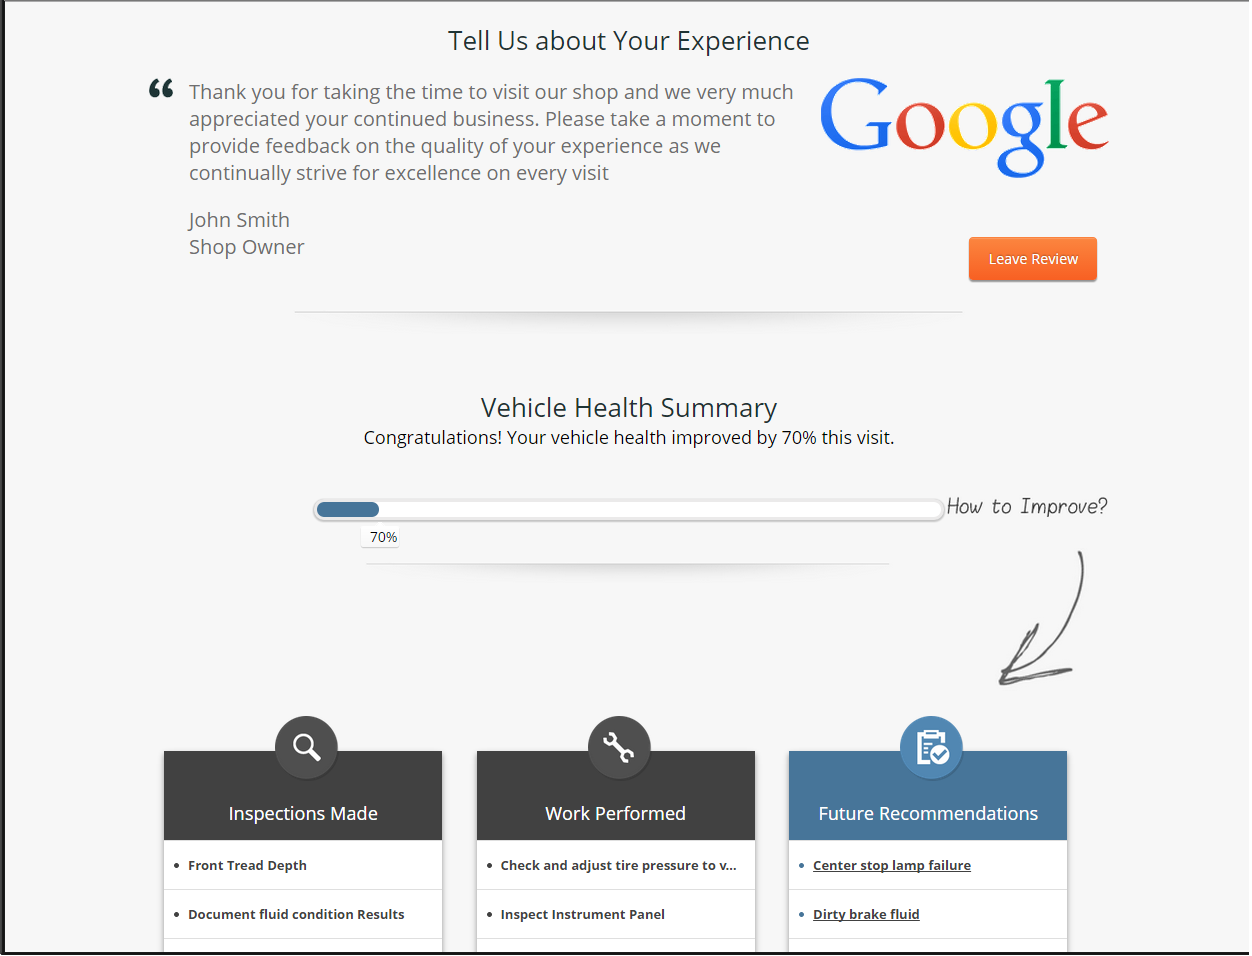 Tell Us about Your Experience
“
Thank you for taking the time to visit our shop and we very much
appreciated your continued business. Please take a moment to
provide feedback on the quality of your experience as we
continually strive for excellence on every visit
Google
John Smith
Shop Owner
Leave Review
Vehicle Health Summary
Congratulations! Your vehicle health improved by 70% this visit.
How to Improve?
70%
Inspections Made
• Front Tread Depth
• Document fluid condition Results
Work Performed
• Check and adjust tire pressure to v...
• Inspect Instrument Panel
Future Recommendations
• Center stop lamp failure
• Dirty brake fluid